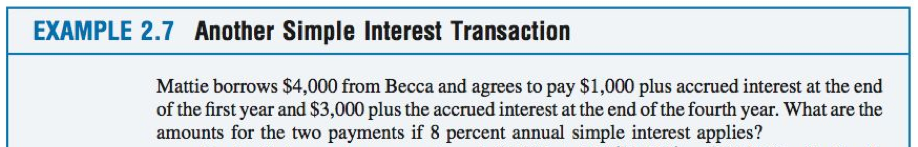 EXAMPLE 2.7 Another Simple Interest Transaction
Mattie borrows $4,000 from Becca and agrees to pay $1,000 plus accrued interest at the end
of the first year and $3,000 plus the accrued interest at the end of the fourth year. What are the
amounts for the two payments if 8 percent annual simple interest applies?